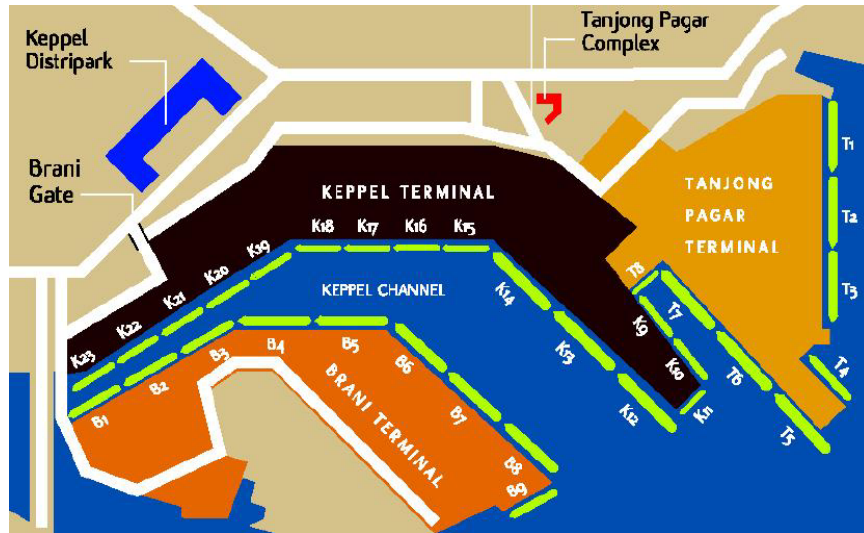 Keppel
Distripark
Tanjong Pagar
Complex
Brani
Gate
KEPPEL TERMINAL
TANJONG
PAGAR
TERMINAL
KEPPEL CHANNEL
BRANI TERMINAL
K23
K22
K21
K20
K19
K18
K17
K16
K15
K14
K13
K12
K11
K10
K9
T8
T7
T6
T5
T4
T3
T2
T1
B1
B2
B3
B4
B5
B6
B7
B8
B9